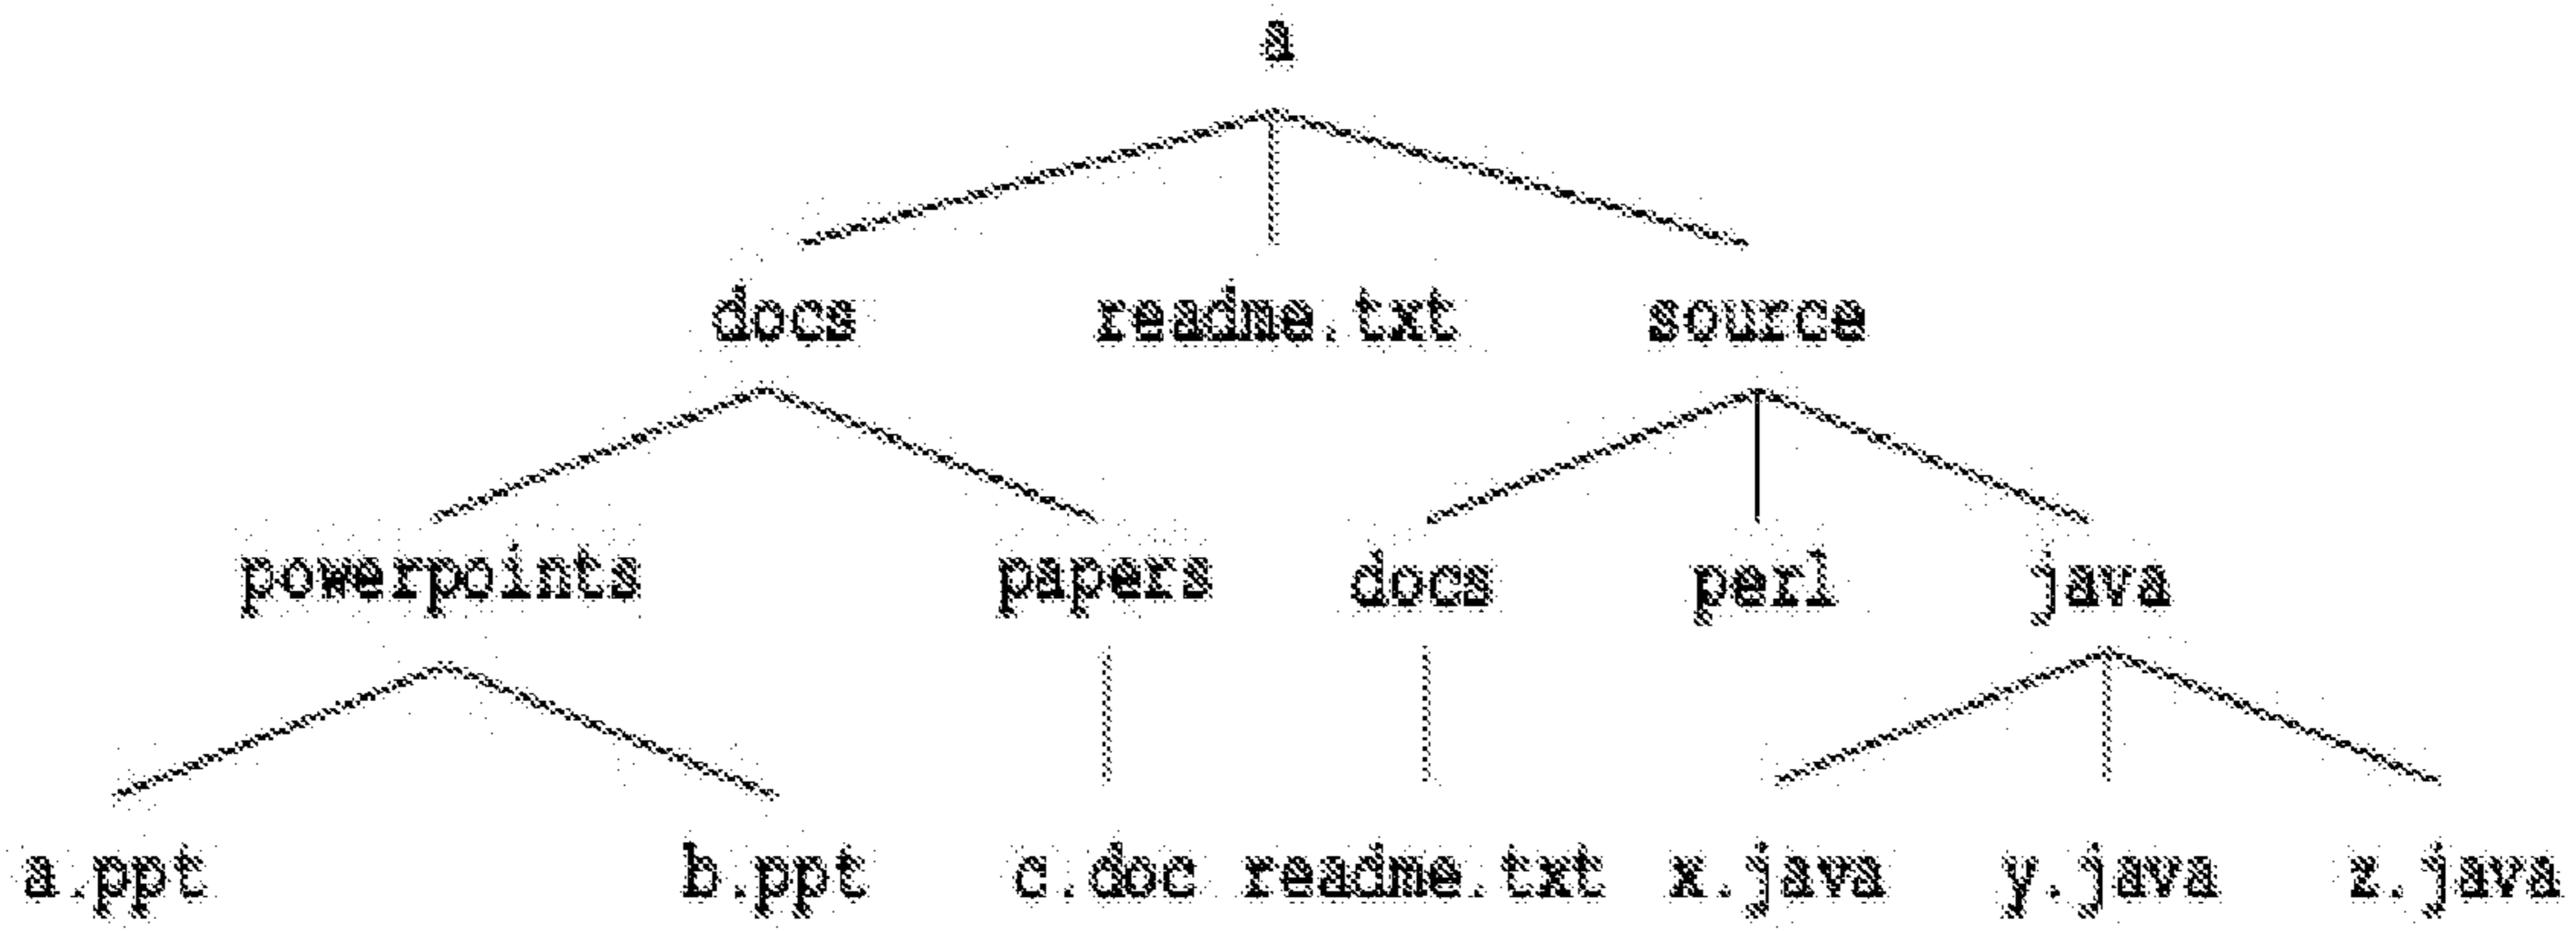 a
docs readme.txt source
powerpoints papers docs perl java
a.ppt b.ppt c.doc readme.txt x.java y.java z.java